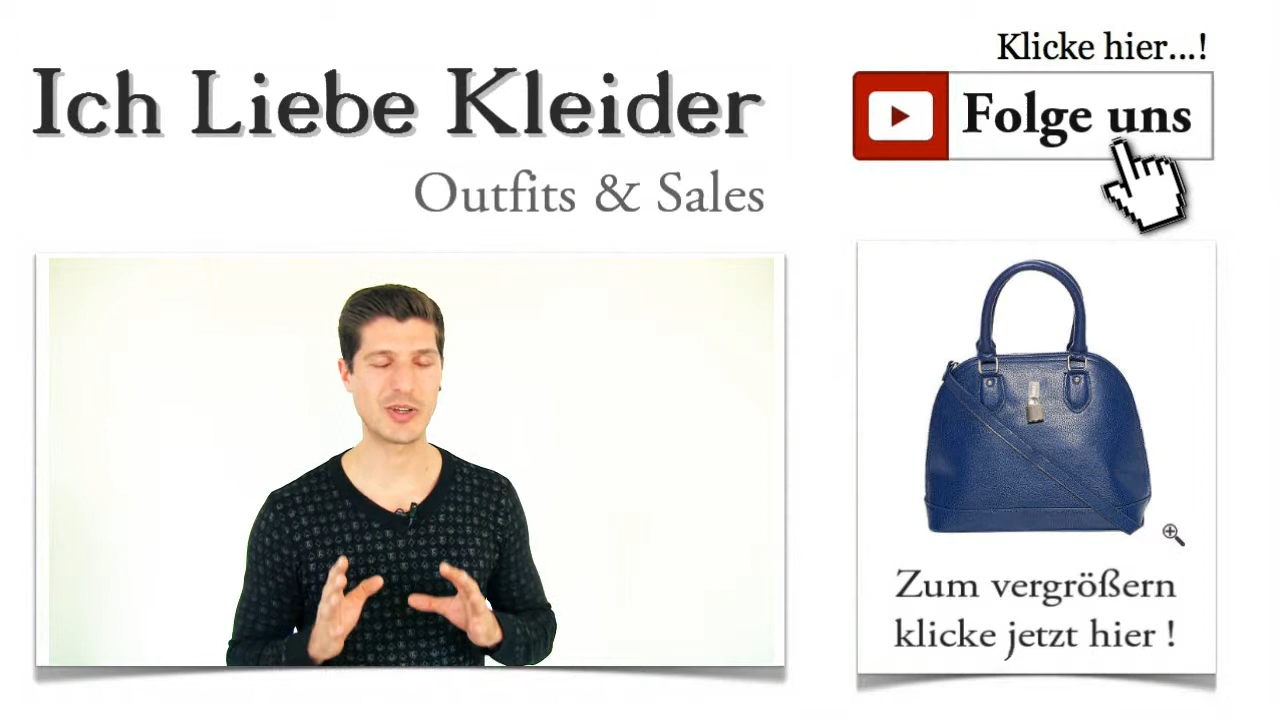 Ich Liebe Kleider
Outfits & Sales
Klicke hier...!
Folge uns
Zum vergrößern
klicke jetzt hier !